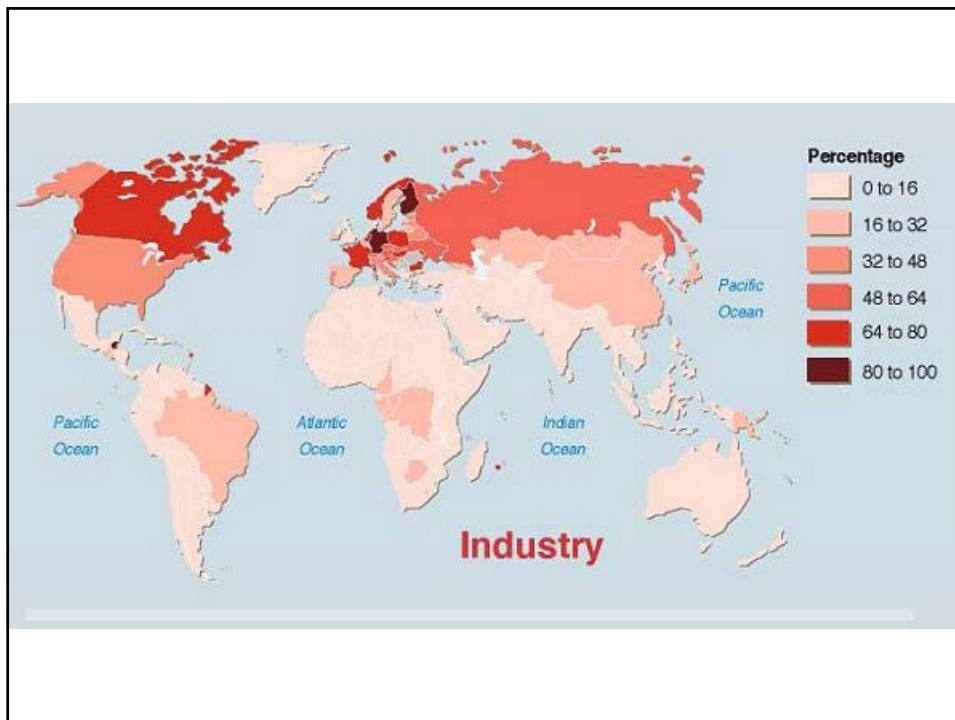 Percentage
0 to 16
16 to 32
32 to 48
48 to 64
64 to 80
80 to 100
Pacific
Ocean
Pacific
Ocean
Atlantic
Ocean
Indian
Ocean
Industry